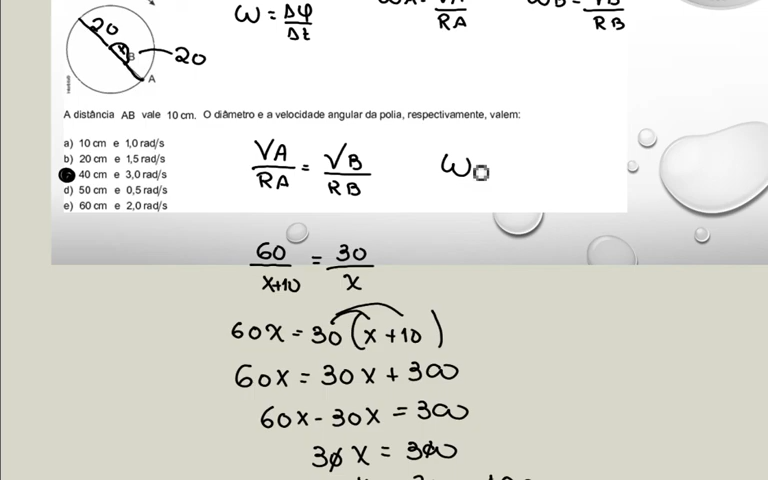 20
B
20
A
ω = Δφ/Δt
RA
RB
A distância AB vale 10 cm. O diâmetro e a velocidade angular da polia, respectivamente, valem:
a) 10 cm e 1,0 rad/s
b) 20 cm e 1,5 rad/s
40 cm e 3,0 rad/s
d) 50 cm e 0,5 rad/s
e) 60 cm e 2,0 rad/s
VA/RA = VB/RB
ω
60/x+10 = 30/x
60x = 30(x+10)
60x = 30x + 300
60x - 30x = 300
30x = 300